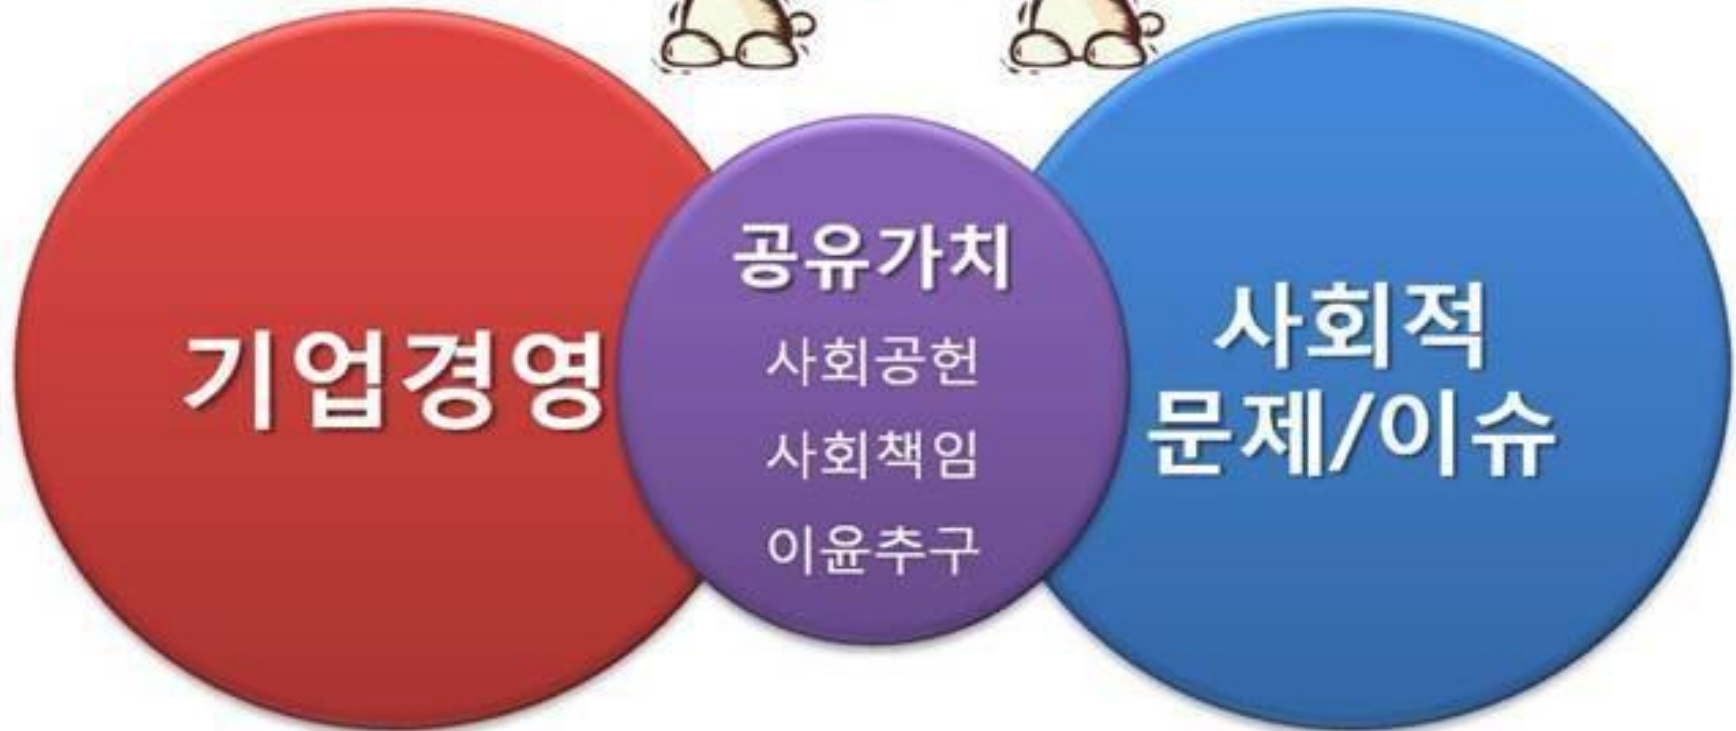 기업경영
공유가치
사회공헌
사회책임
이윤추구
사회적
문제/이슈